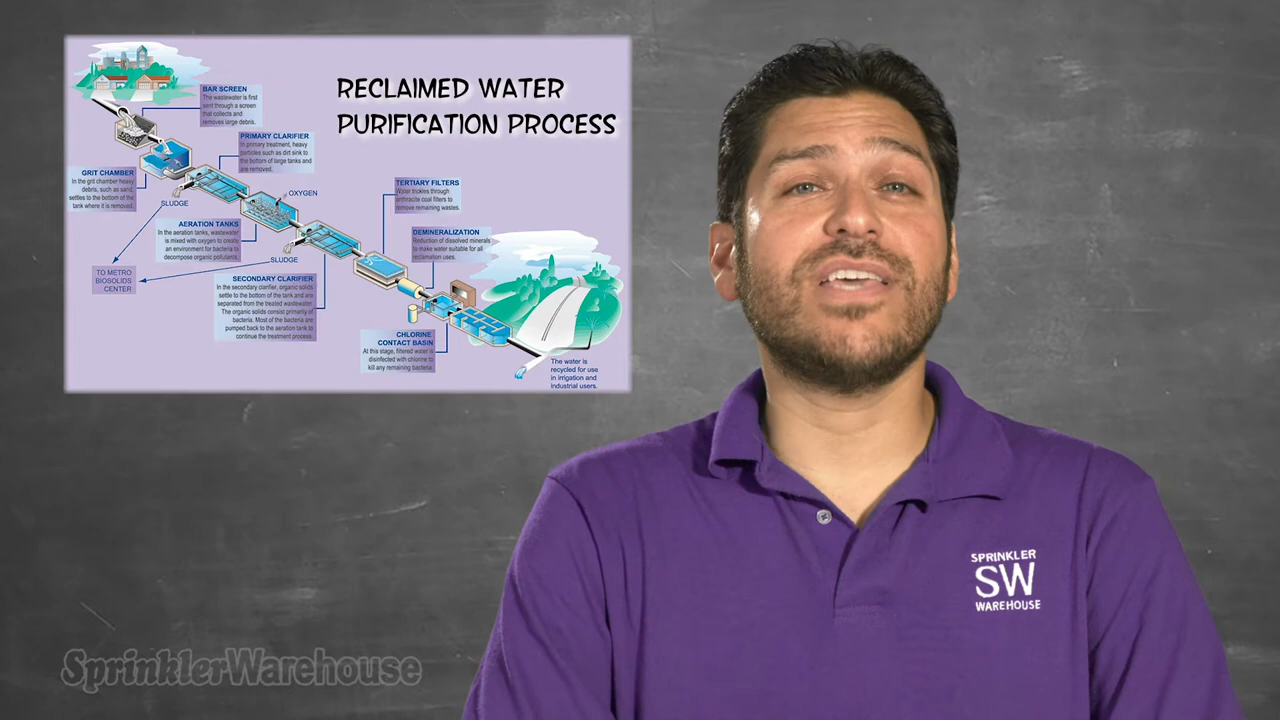 RECLAIMED WATER
PURIFICATION PROCESS
BAR SCREEN
The wastewater is first
sent through a screen
that collects and
removes large debris.
PRIMARY CLARIFIER
In primary treatment, heavy
particles such as dirt sink to
the bottom of large tanks and
are removed.
GRIT CHAMBER
In the grit chamber heavy
debris, such as sand,
settles to the bottom of the
tank where it is removed.
SLUDGE
OXYGEN
TERTIARY FILTERS
Water trickles through
anthracite coal filters to
remove remaining wastes.
AERATION TANKS
In the aeration tanks, wastewater
is mixed with oxygen to create
an environment for bacteria to
decompose organic pollutants.
DEMINERALIZATION
Reduction of dissolved minerals
to make water suitable for all
reclamation uses.
SLUDGE
TO METRO
BIOSOLIDS
CENTER
SECONDARY CLARIFIER
In the secondary clarifier, organic solids
settle to the bottom of the tank and are
separated from the treated wastewater.
The organic solids consist primarily of
bacteria. Most of the bacteria are
pumped back to the aeration tank to
continue the treatment process.
CHLORINE
CONTACT BASIN
At this stage, filtered water is
disinfected with chlorine to
kill any remaining bacteria.
The water is
recycled for use
in irrigation and
industrial users.
SPRINKLER
SW
WAREHOUSE
SprinklerWarehouse